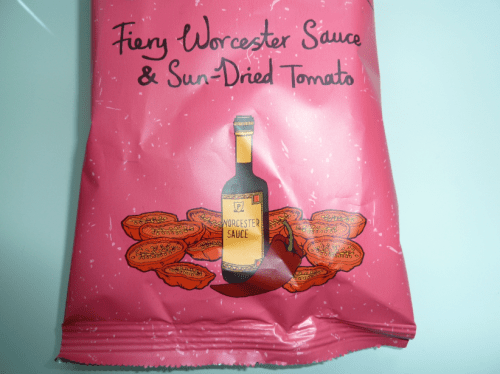 Fiery Worcester Sauce
& Sun-Dried Tomato
WORCESTER
SAUCE